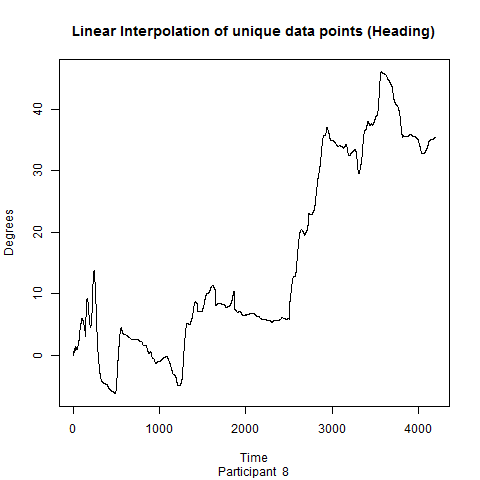 Linear Interpolation of unique data points (Heading)
Degrees
40
30
20
10
0
0 1000 2000 3000 4000
Time
Participant 8